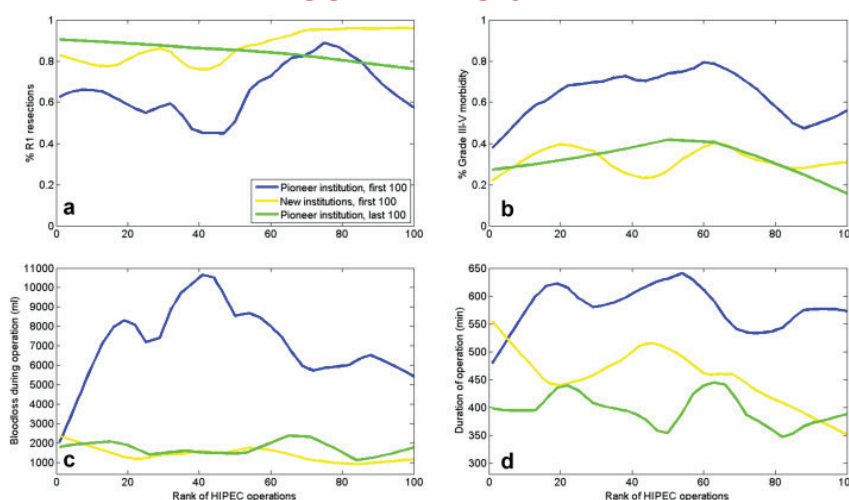 1
0.8
0.6
0.4
0.2
0
% R1 resections
a
Pioneer institution, first 100
New institutions, first 100
Pioneer institution, last 100
0 20 40 60 80 100
1
0.8
0.6
0.4
0.2
0
% Grade III-V morbidity
b
0 20 40 60 80 10
11000
10000
9000
8000
7000
6000
5000
4000
3000
2000
1000
Bloodloss during operation (ml)
c
0 20 40 60 80 100
Rank of HIPEC operations
650
600
550
500
450
400
350
300
Duration of operation (min)
d
0 20 40 60 80 100
Rank of HIPEC operations